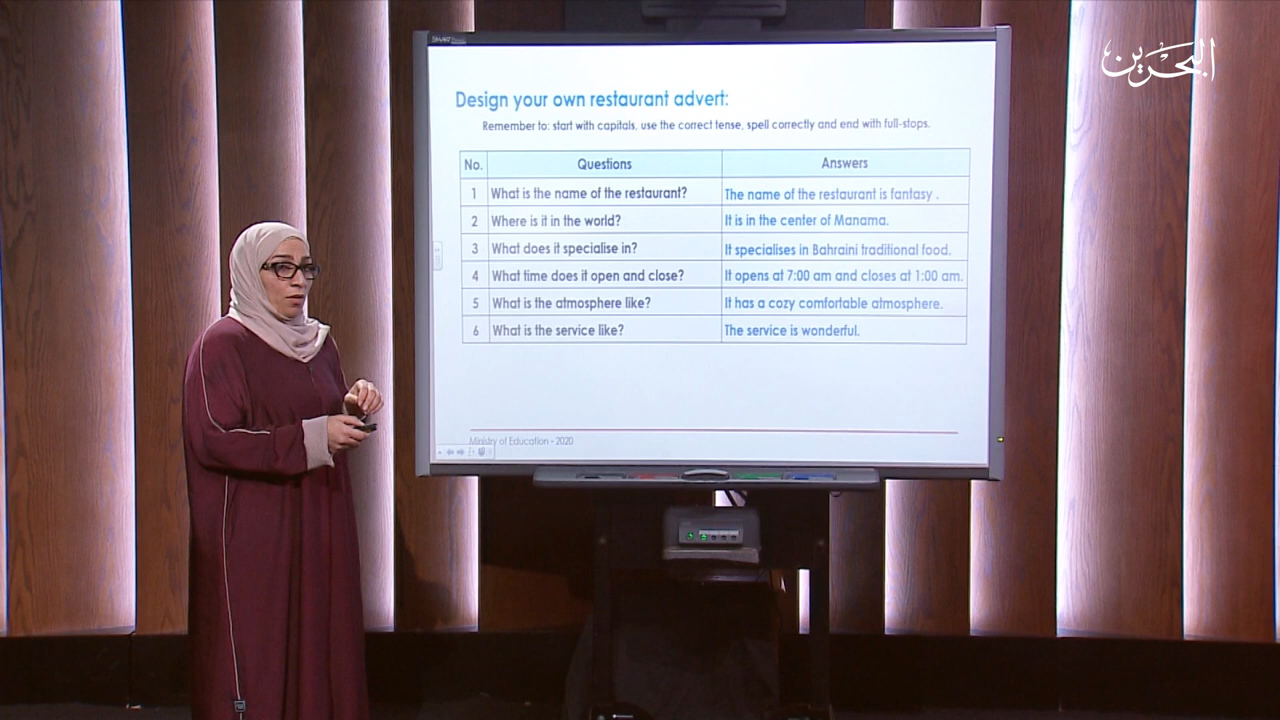 البحرين
SMART
Design your own restaurant advert:
Remember to: start with capitals, use the correct tense, spell correctly and end with full-stops.
No. Questions Answers
1 What is the name of the restaurant? The name of the restaurant is fantasy .
2 Where is it in the world? It is in the center of Manama.
3 What does it specialise in? It specialises in Bahraini traditional food.
4 What time does it open and close? It opens at 7:00 am and closes at 1:00 am.
5 What is the atmosphere like? It has a cozy comfortable atmosphere.
6 What is the service like? The service is wonderful.
Ministry of Education - 2020